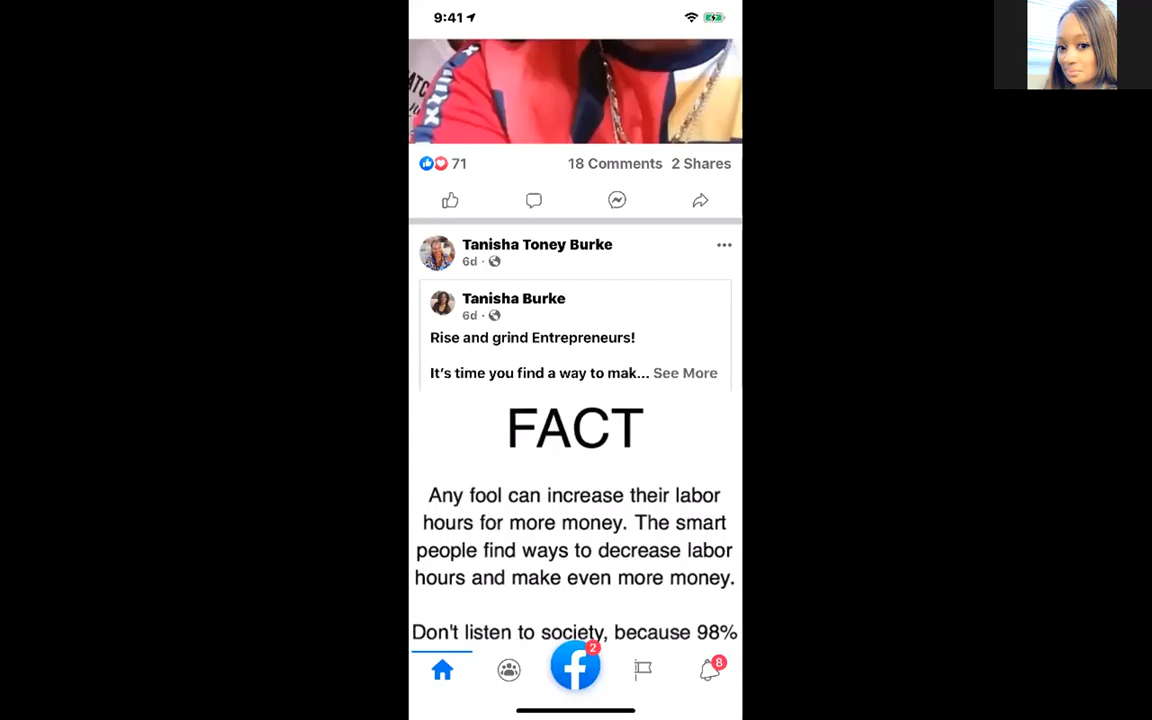 9:41
71
18 Comments 2 Shares
Tanisha Toney Burke
6d ·
Tanisha Burke
6d ·
Rise and grind Entrepreneurs!
It's time you find a way to mak... See More
FACT
Any fool can increase their labor
hours for more money. The smart
people find ways to decrease labor
hours and make even more money.
Don't listen to society, because 98%
2
8